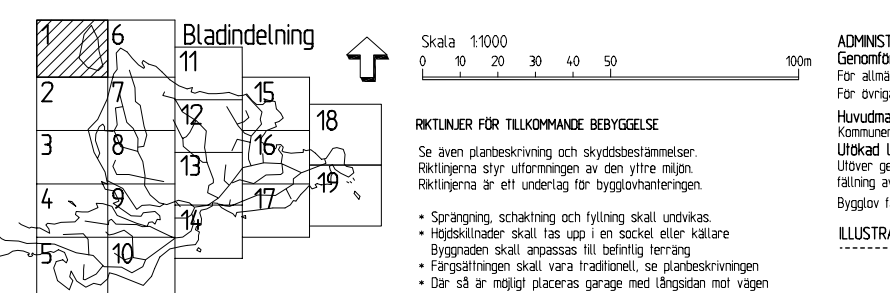 Bladindelning
1
6
11
2
7
12
15
18
3
8
13
16
19
4
9
14
17
5
10
Skala 1:1000
0 10 20 30 40 50 100m
RIKTLINJER FÖR TILLKOMMANDE BEBYGGELSE
Se även planbeskrivning och skyddsbestämmelser.
Riktlinjerna styr utformningen av den yttre miljön.
Riktlinjerna är ett underlag för bygglovhanteringen.
* Sprängning, schaktning och fyllning skall undvikas.
* Höjdskillnader skall tas upp i en sockel eller källare
Byggnaden skall anpassas till befintlig terräng
* Färgsättningen skall vara traditionell, se planbeskrivningen
* Där så är möjligt placeras garage med långsidan mot vägen
ADMINIST
Genomför
För allmä
För övriga
Huvudma
Kommunen
Utökad l
Utöver ge
fällning av
Bygglov f
ILLUSTRA